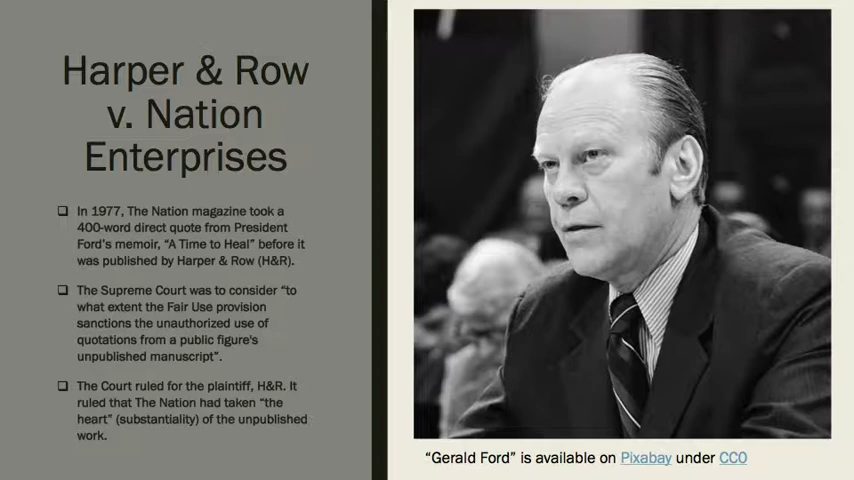 Harper & Row
v. Nation
Enterprises
In 1977, The Nation magazine took a
400-word direct quote from President
Ford's memoir, "A Time to Heal" before it
was published by Harper & Row (H&R).
The Supreme Court was to consider "to
what extent the Fair Use provision
sanctions the unauthorized use of
quotations from a public figure's
unpublished manuscript".
The Court ruled for the plaintiff, H&R. It
ruled that The Nation had taken "the
heart" (substantiality) of the unpublished
work.
"Gerald Ford" is available on Pixabay under CC0